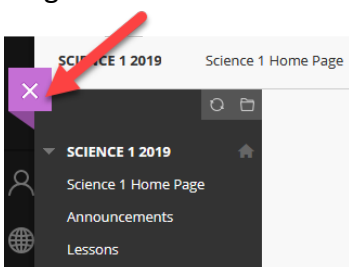 SCIENCE 1 2019 Science 1 Home Page
SCIENCE 1 2019
Science 1 Home Page
Announcements
Lessons